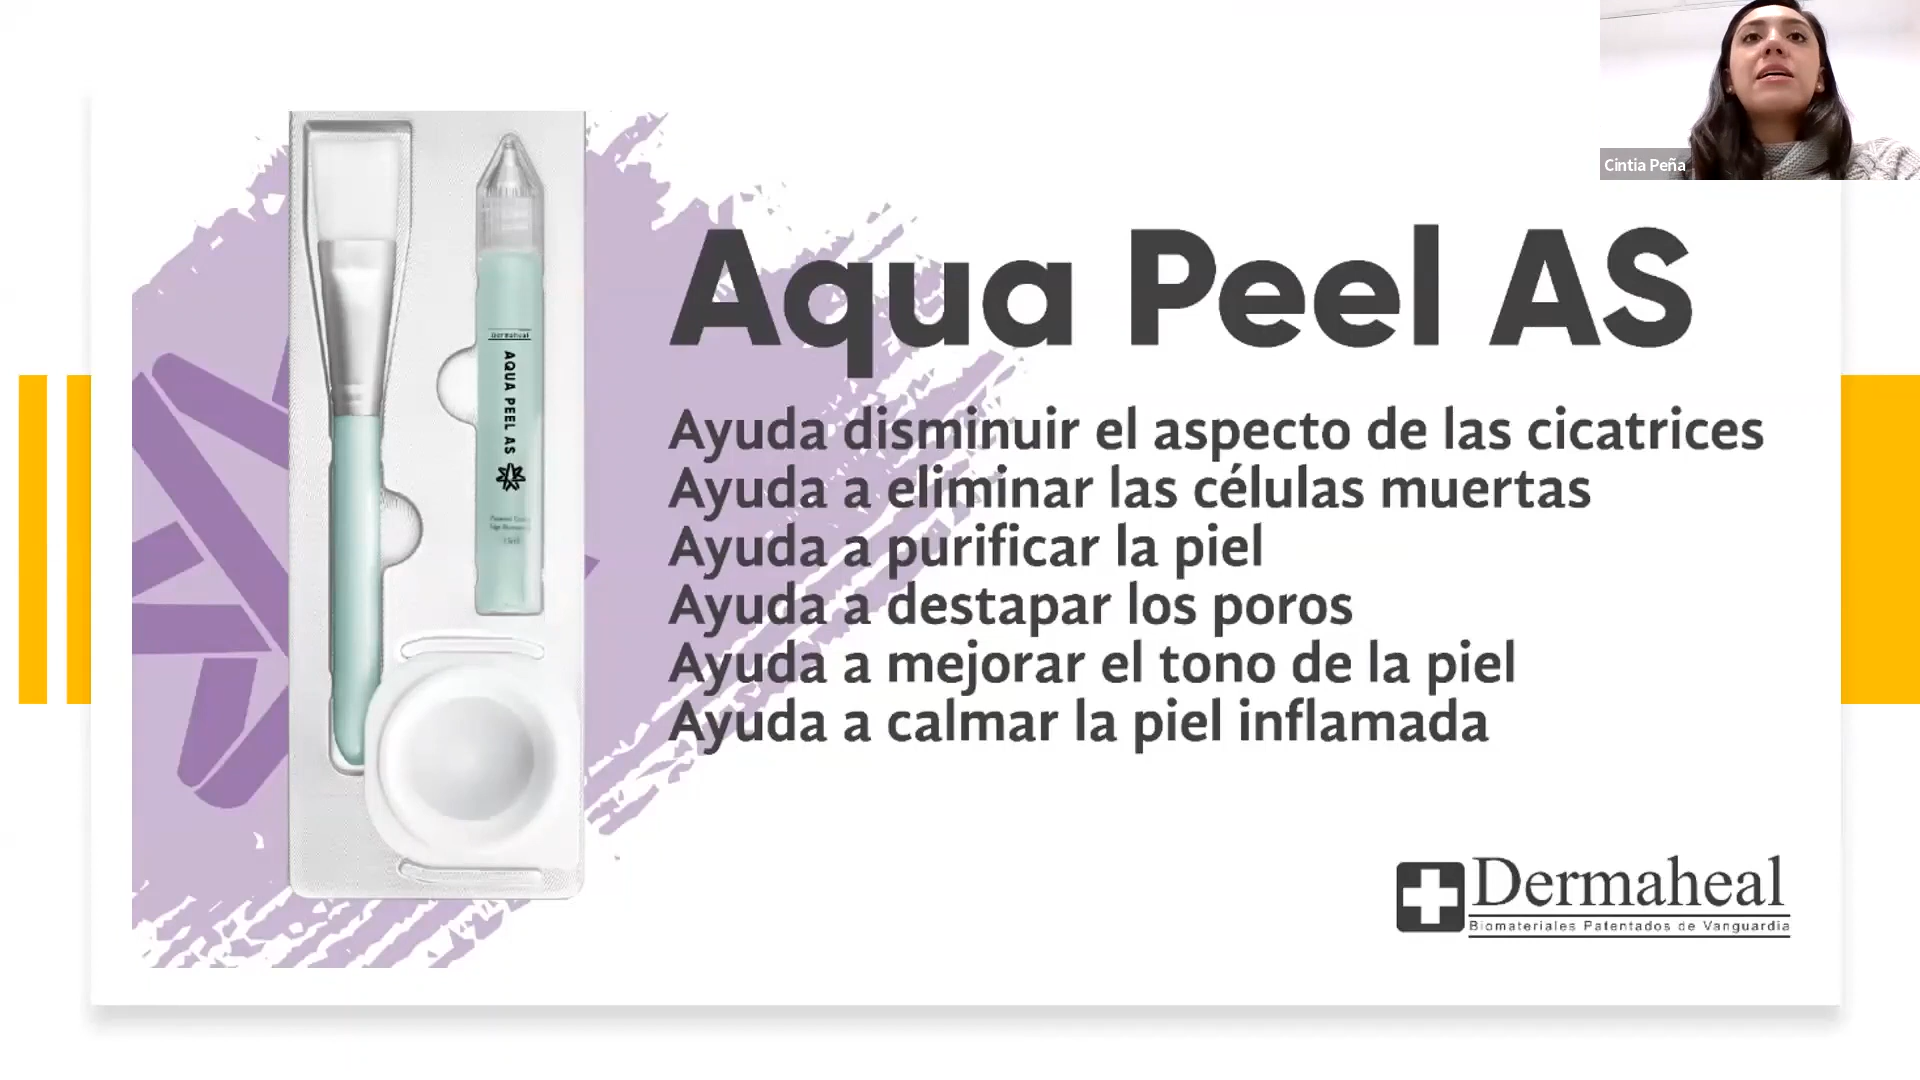 Cintia Peña
Aqua Peel AS
Ayuda disminuir el aspecto de las cicatrices
Ayuda a eliminar las células muertas
Ayuda a purificar la piel
Ayuda a destapar los poros
Ayuda a mejorar el tono de la piel
Ayuda a calmar la piel inflamada
Dermaheal
AQUA PEEL AS
Dermaheal
Biomateriales Patentados de Vanguardia